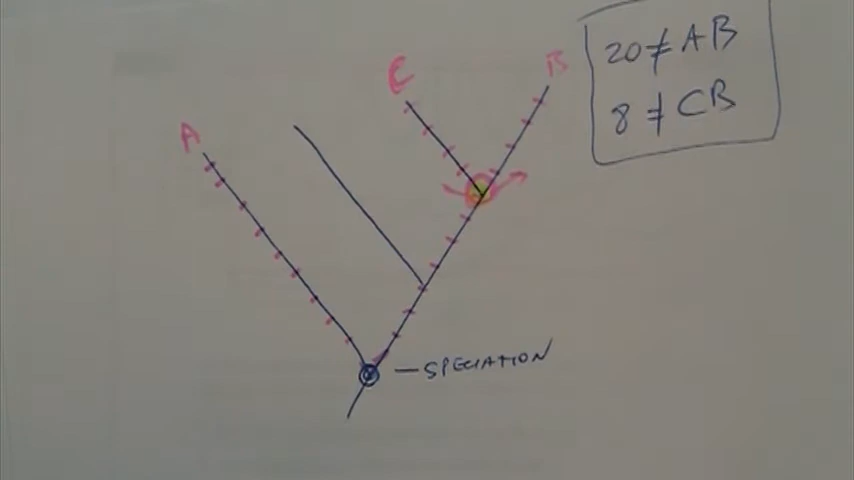 A
C
B
20 ≠ AB
8 ≠ CB
SPECIATION